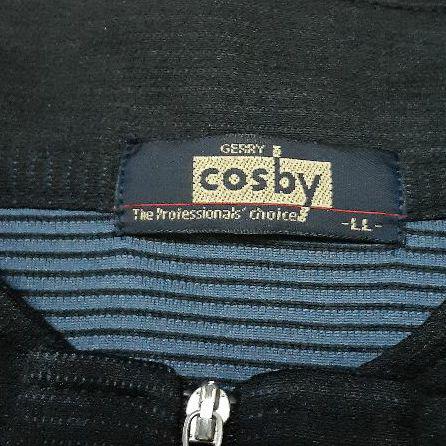 GERRY
cosby
The Professionals' Choice
-LL-